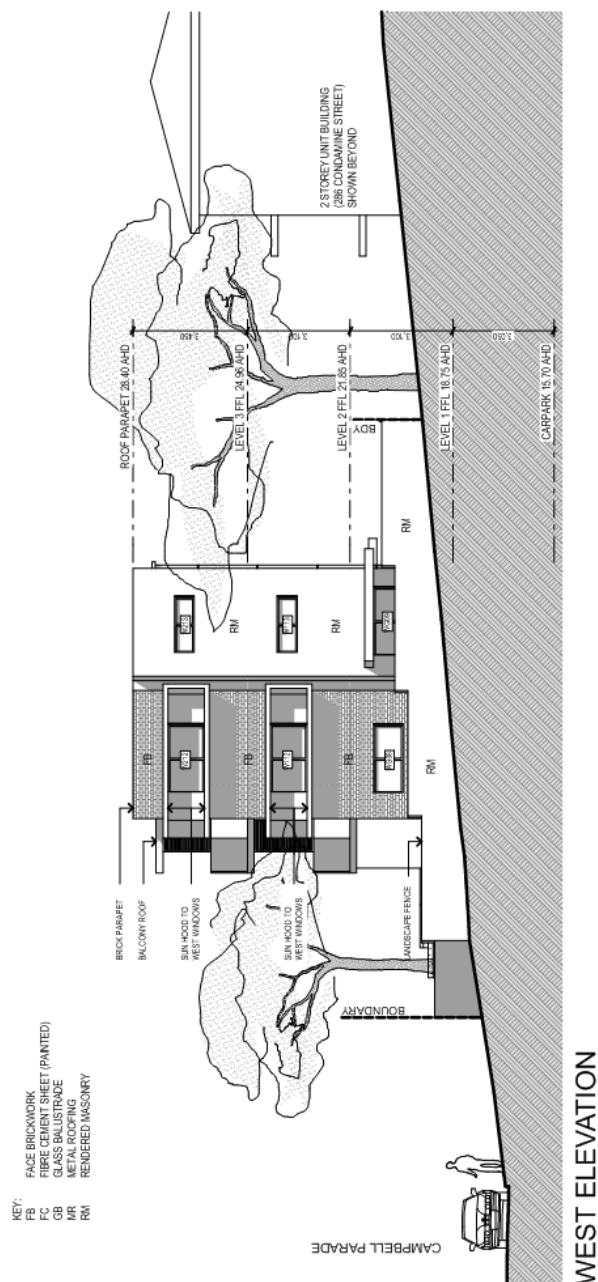 KEY:
FB FACE BRICKWORK
FC FIBRE CEMENT SHEET (PAINTED)
GB GLASS BALUSTRADE
MR METAL ROOFING
RM RENDERED MASONRY
BRICK PARAPET
BALCONY ROOF
SUN HOOD TO
WEST WINDOWS
SUN HOOD TO
WEST WINDOWS
LANDSCAPE FENCE
BOUNDARY
CAMPBELL PARADE
FB
FB
FB
RM
RM
RM
RM
BDY
ROOF PARAPET 28.40 AHD
3,450
LEVEL 3 FFL 24.96 AHD
3,100
LEVEL 2 FFL 21.85 AHD
3,100
LEVEL 1 FFL 18.75 AHD
3,050
CARPARK 15.70 AHD
2 STOREY UNIT BUILDING
(286 CONDAMINE STREET)
SHOWN BEYOND
WEST ELEVATION